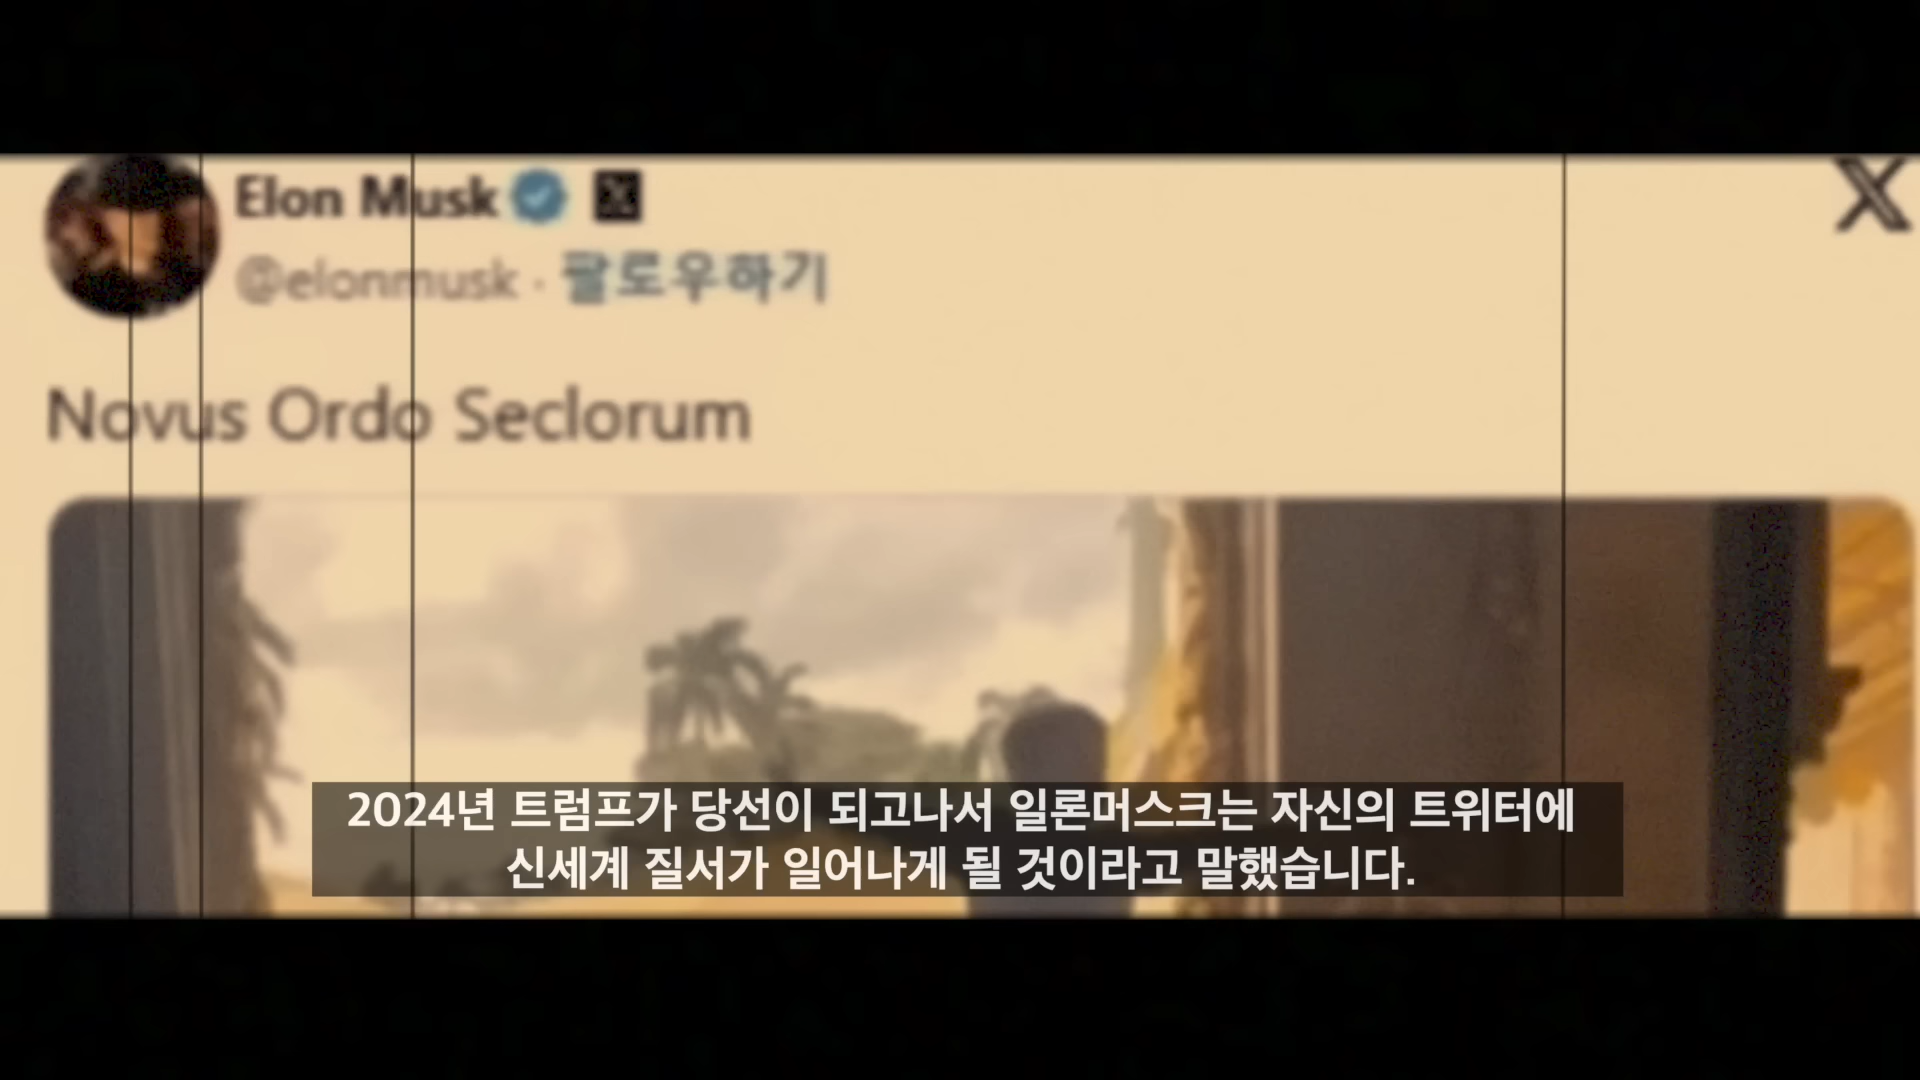 Elon Musk
@elonmusk · 팔로우하기
Novus Ordo Seclorum
2024년 트럼프가 당선이 되고나서 일론머스크는 자신의 트위터에
신세계 질서가 일어나게 될 것이라고 말했습니다.